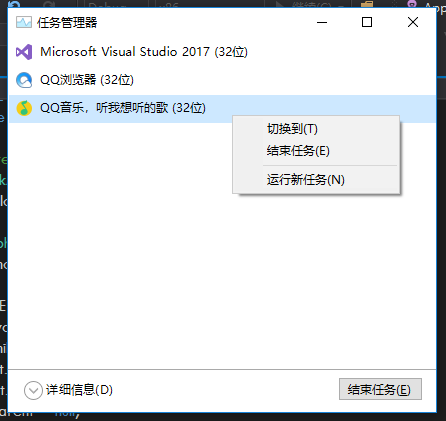 任务管理器
Microsoft Visual Studio 2017 (32位)
QQ浏览器 (32位)
QQ音乐，听我想听的歌 (32位)
切换到(T)
结束任务(E)
运行新任务(N)
详细信息(D)
结束任务(E)